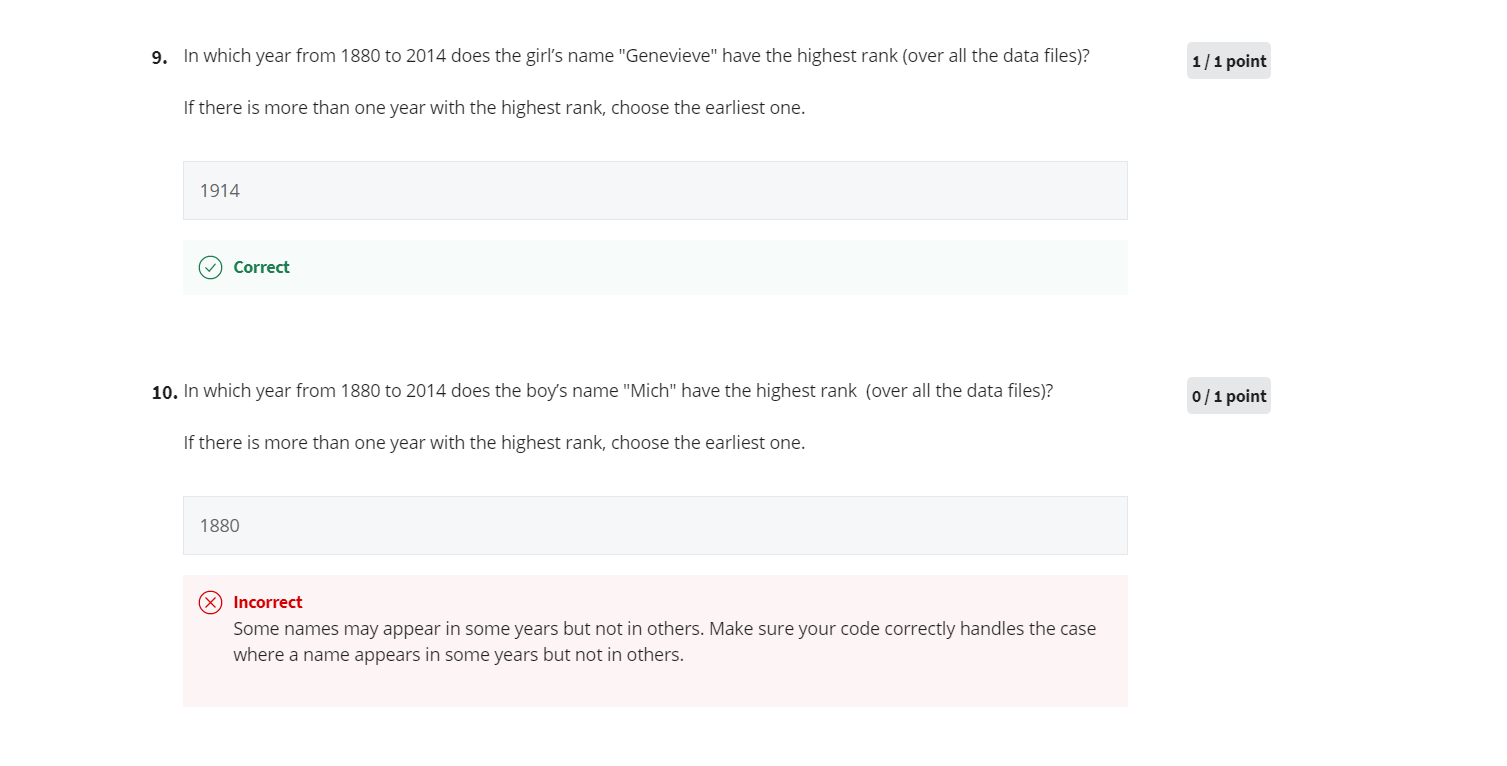 9. In which year from 1880 to 2014 does the girl’s name "Genevieve" have the highest rank (over all the data files)?
1 / 1 point
If there is more than one year with the highest rank, choose the earliest one.
1914
Correct
10. In which year from 1880 to 2014 does the boy’s name "Mich" have the highest rank (over all the data files)?
0 / 1 point
If there is more than one year with the highest rank, choose the earliest one.
1880
Incorrect
Some names may appear in some years but not in others. Make sure your code correctly handles the case
where a name appears in some years but not in others.